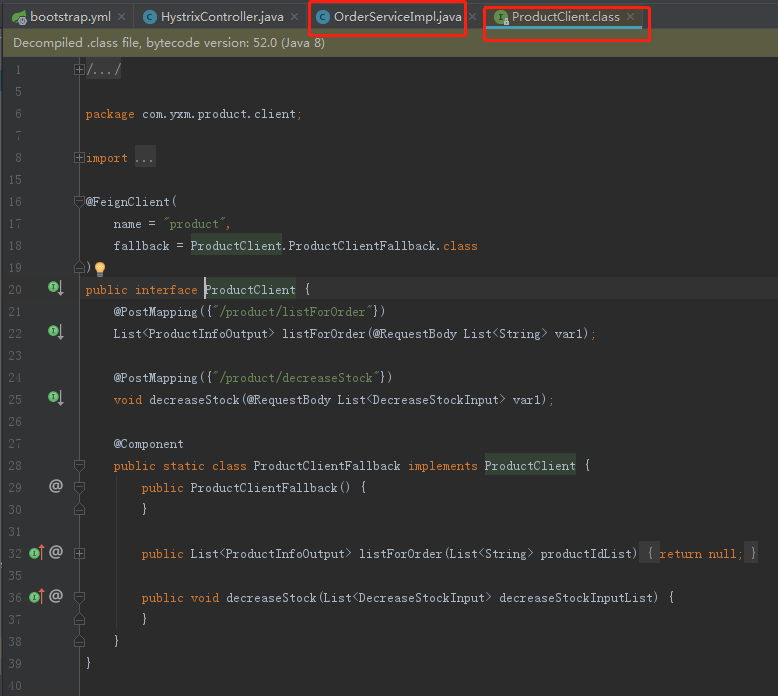 bootstrap.yml × HystrixController.java × OrderServiceImpl.java × ProductClient.class ×
Decompiled .class file, bytecode version: 52.0 (Java 8)
1 /.../
5
6 package com.yxm.product.client;
7
8 import ...
15
16 @FeignClient(
17 name = "product",
18 fallback = ProductClient.ProductClientFallback.class
19 )
20 public interface ProductClient {
21 @PostMapping({"/product/listForOrder"})
22 List<ProductInfoOutput> listForOrder(@RequestBody List<String> var1);
23
24 @PostMapping({"/product/decreaseStock"})
25 void decreaseStock(@RequestBody List<DecreaseStockInput> var1);
26
27 @Component
28 public static class ProductClientFallback implements ProductClient {
29 @ public ProductClientFallback() {
30 }
31
32 @ public List<ProductInfoOutput> listForOrder(List<String> productIdList) { return null; }
35
36 @ public void decreaseStock(List<DecreaseStockInput> decreaseStockInputList) {
37 }
38 }
39 }
40